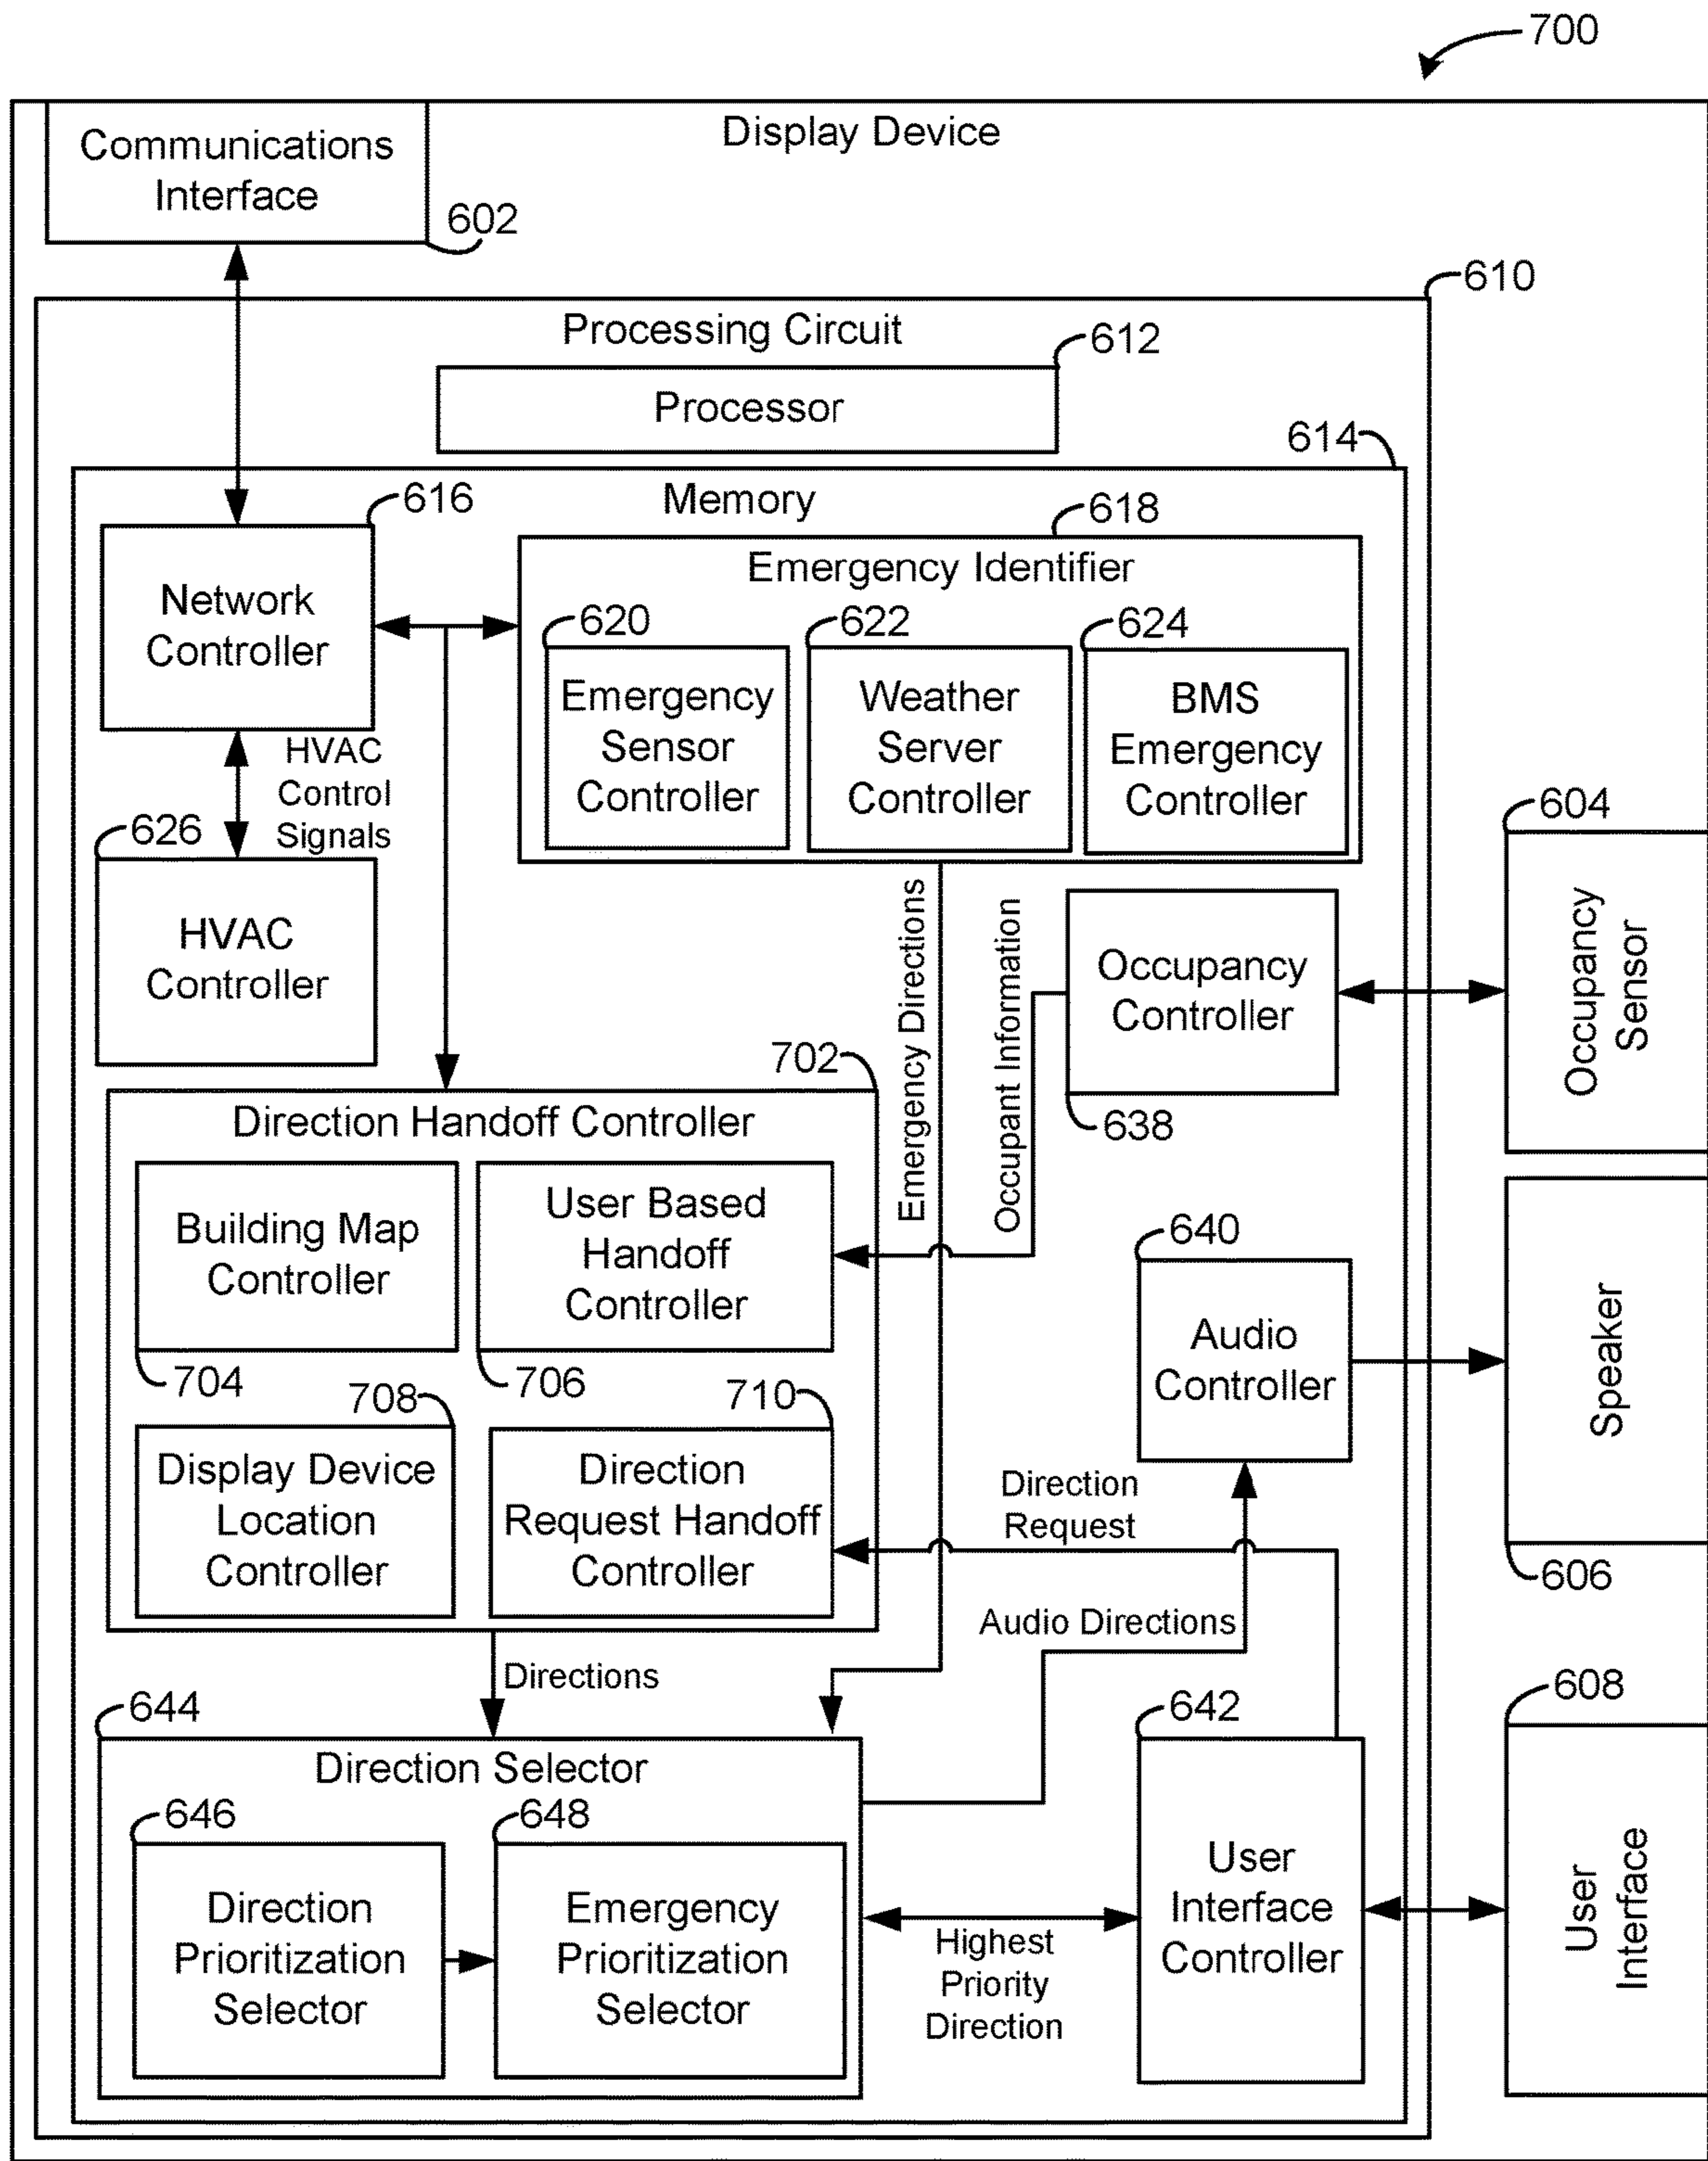 700
Display Device
Communications
Interface
602
610
Processing Circuit
612
Processor
614
Memory
616
618
Network
Controller
Emergency Identifier
620
622
624
Emergency
Sensor
Controller
Weather
Server
Controller
BMS
Emergency
Controller
HVAC
Control
Signals
626
HVAC
Controller
604
Occupancy
Sensor
Occupancy
Controller
638
Emergency Directions
Occupant Information
702
Direction Handoff Controller
Building Map
Controller
704
User Based
Handoff
Controller
706
708
710
Display Device
Location
Controller
Direction
Request Handoff
Controller
640
Audio
Controller
Speaker
606
Direction
Request
Audio Directions
Directions
644
642
608
Direction Selector
646
648
Direction
Prioritization
Selector
Emergency
Prioritization
Selector
Highest
Priority
Direction
User
Interface
Controller
User
Interface